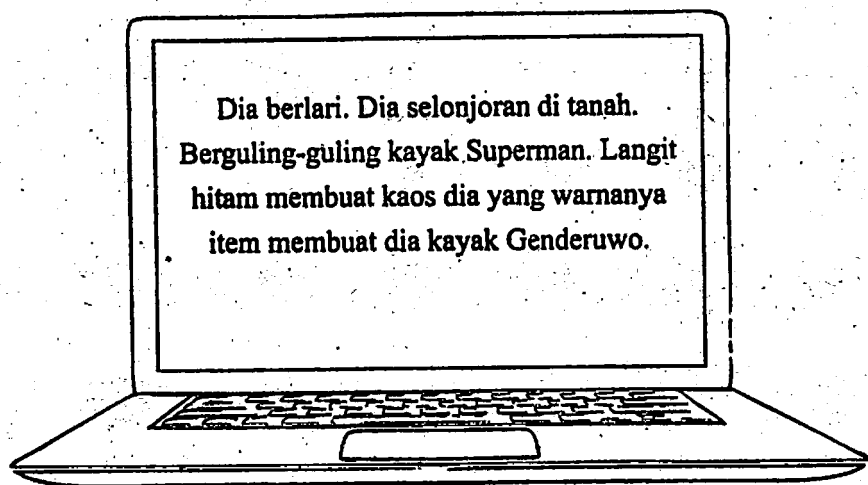 Dia berlari. Dia selonjoran di tanah.
Berguling-guling kayak Superman. Langit
hitam membuat kaos dia yang warnanya
item membuat dia kayak Genderuwo.